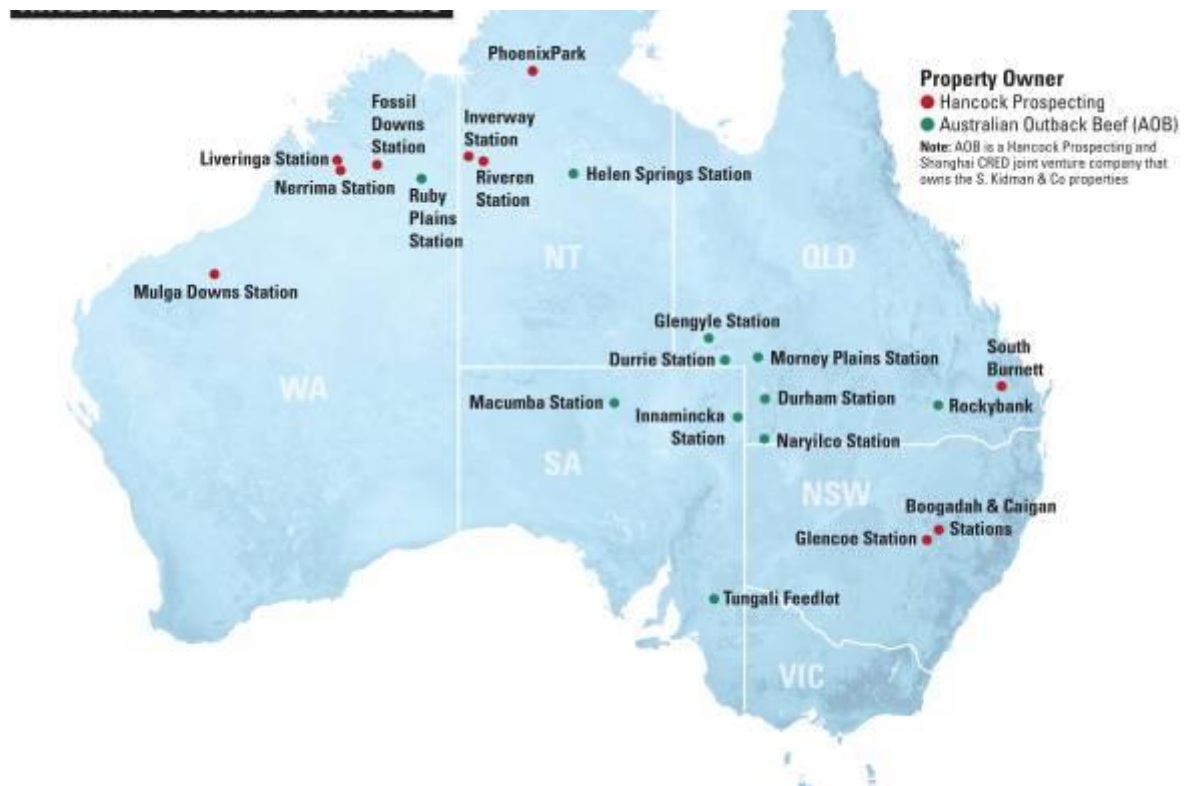 PhoenixPark
Property Owner
Hancock Prospecting
Australian Outback Beef (AOB)
Note: AOB is a Hancock Prospecting and
Shanghai CRED joint venture company that
owns the S. Kidman & Co properties
Fossil
Downs
Station
Inverway
Station
Liveringa Station
Nerrima Station
Riveren
Station
Helen Springs Station
Ruby
Plains
Station
NT
QLD
Mulga Downs Station
Glengyle Station
Durrie Station
Morney Plains Station
South
Burnett
WA
Macumba Station
Innamincka
Station
Durham Station
Rockybank
Naryilco Station
SA
NSW
Boogadah & Caigan
Stations
Glencoe Station
Tungali Feedlot
VIC